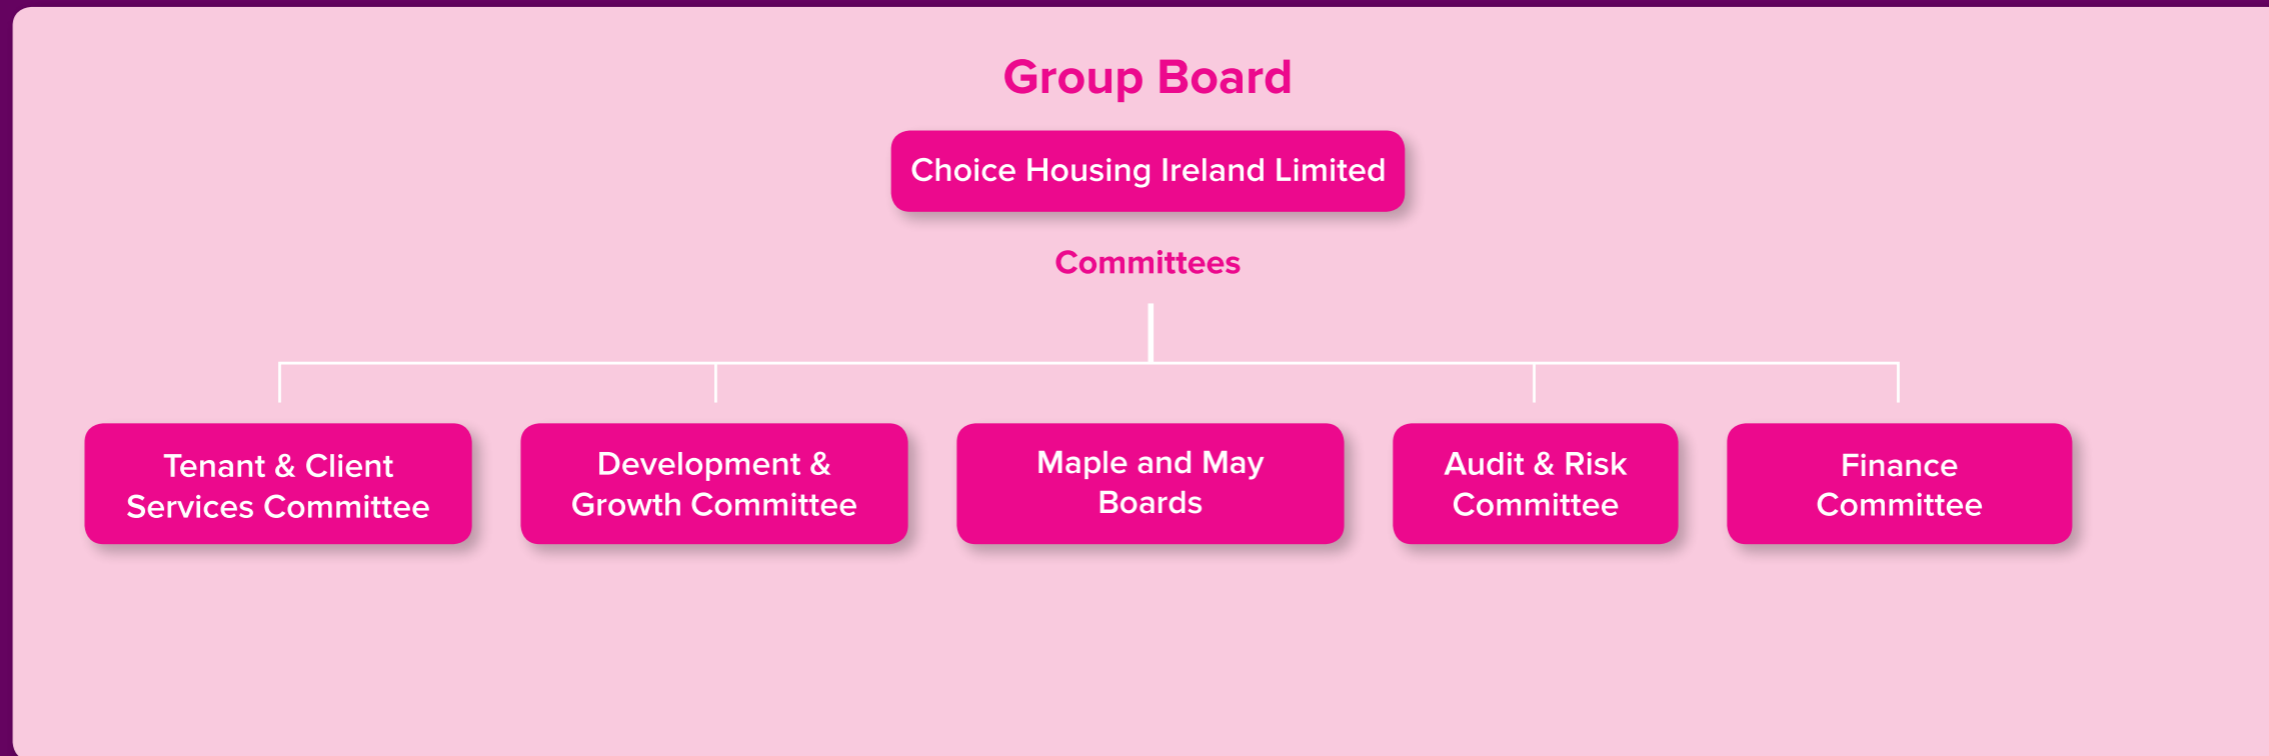 Group Board
Choice Housing Ireland Limited
Committees
Tenant & Client
Services Committee
Development &
Growth Committee
Maple and May
Boards
Audit & Risk
Committee
Finance
Committee